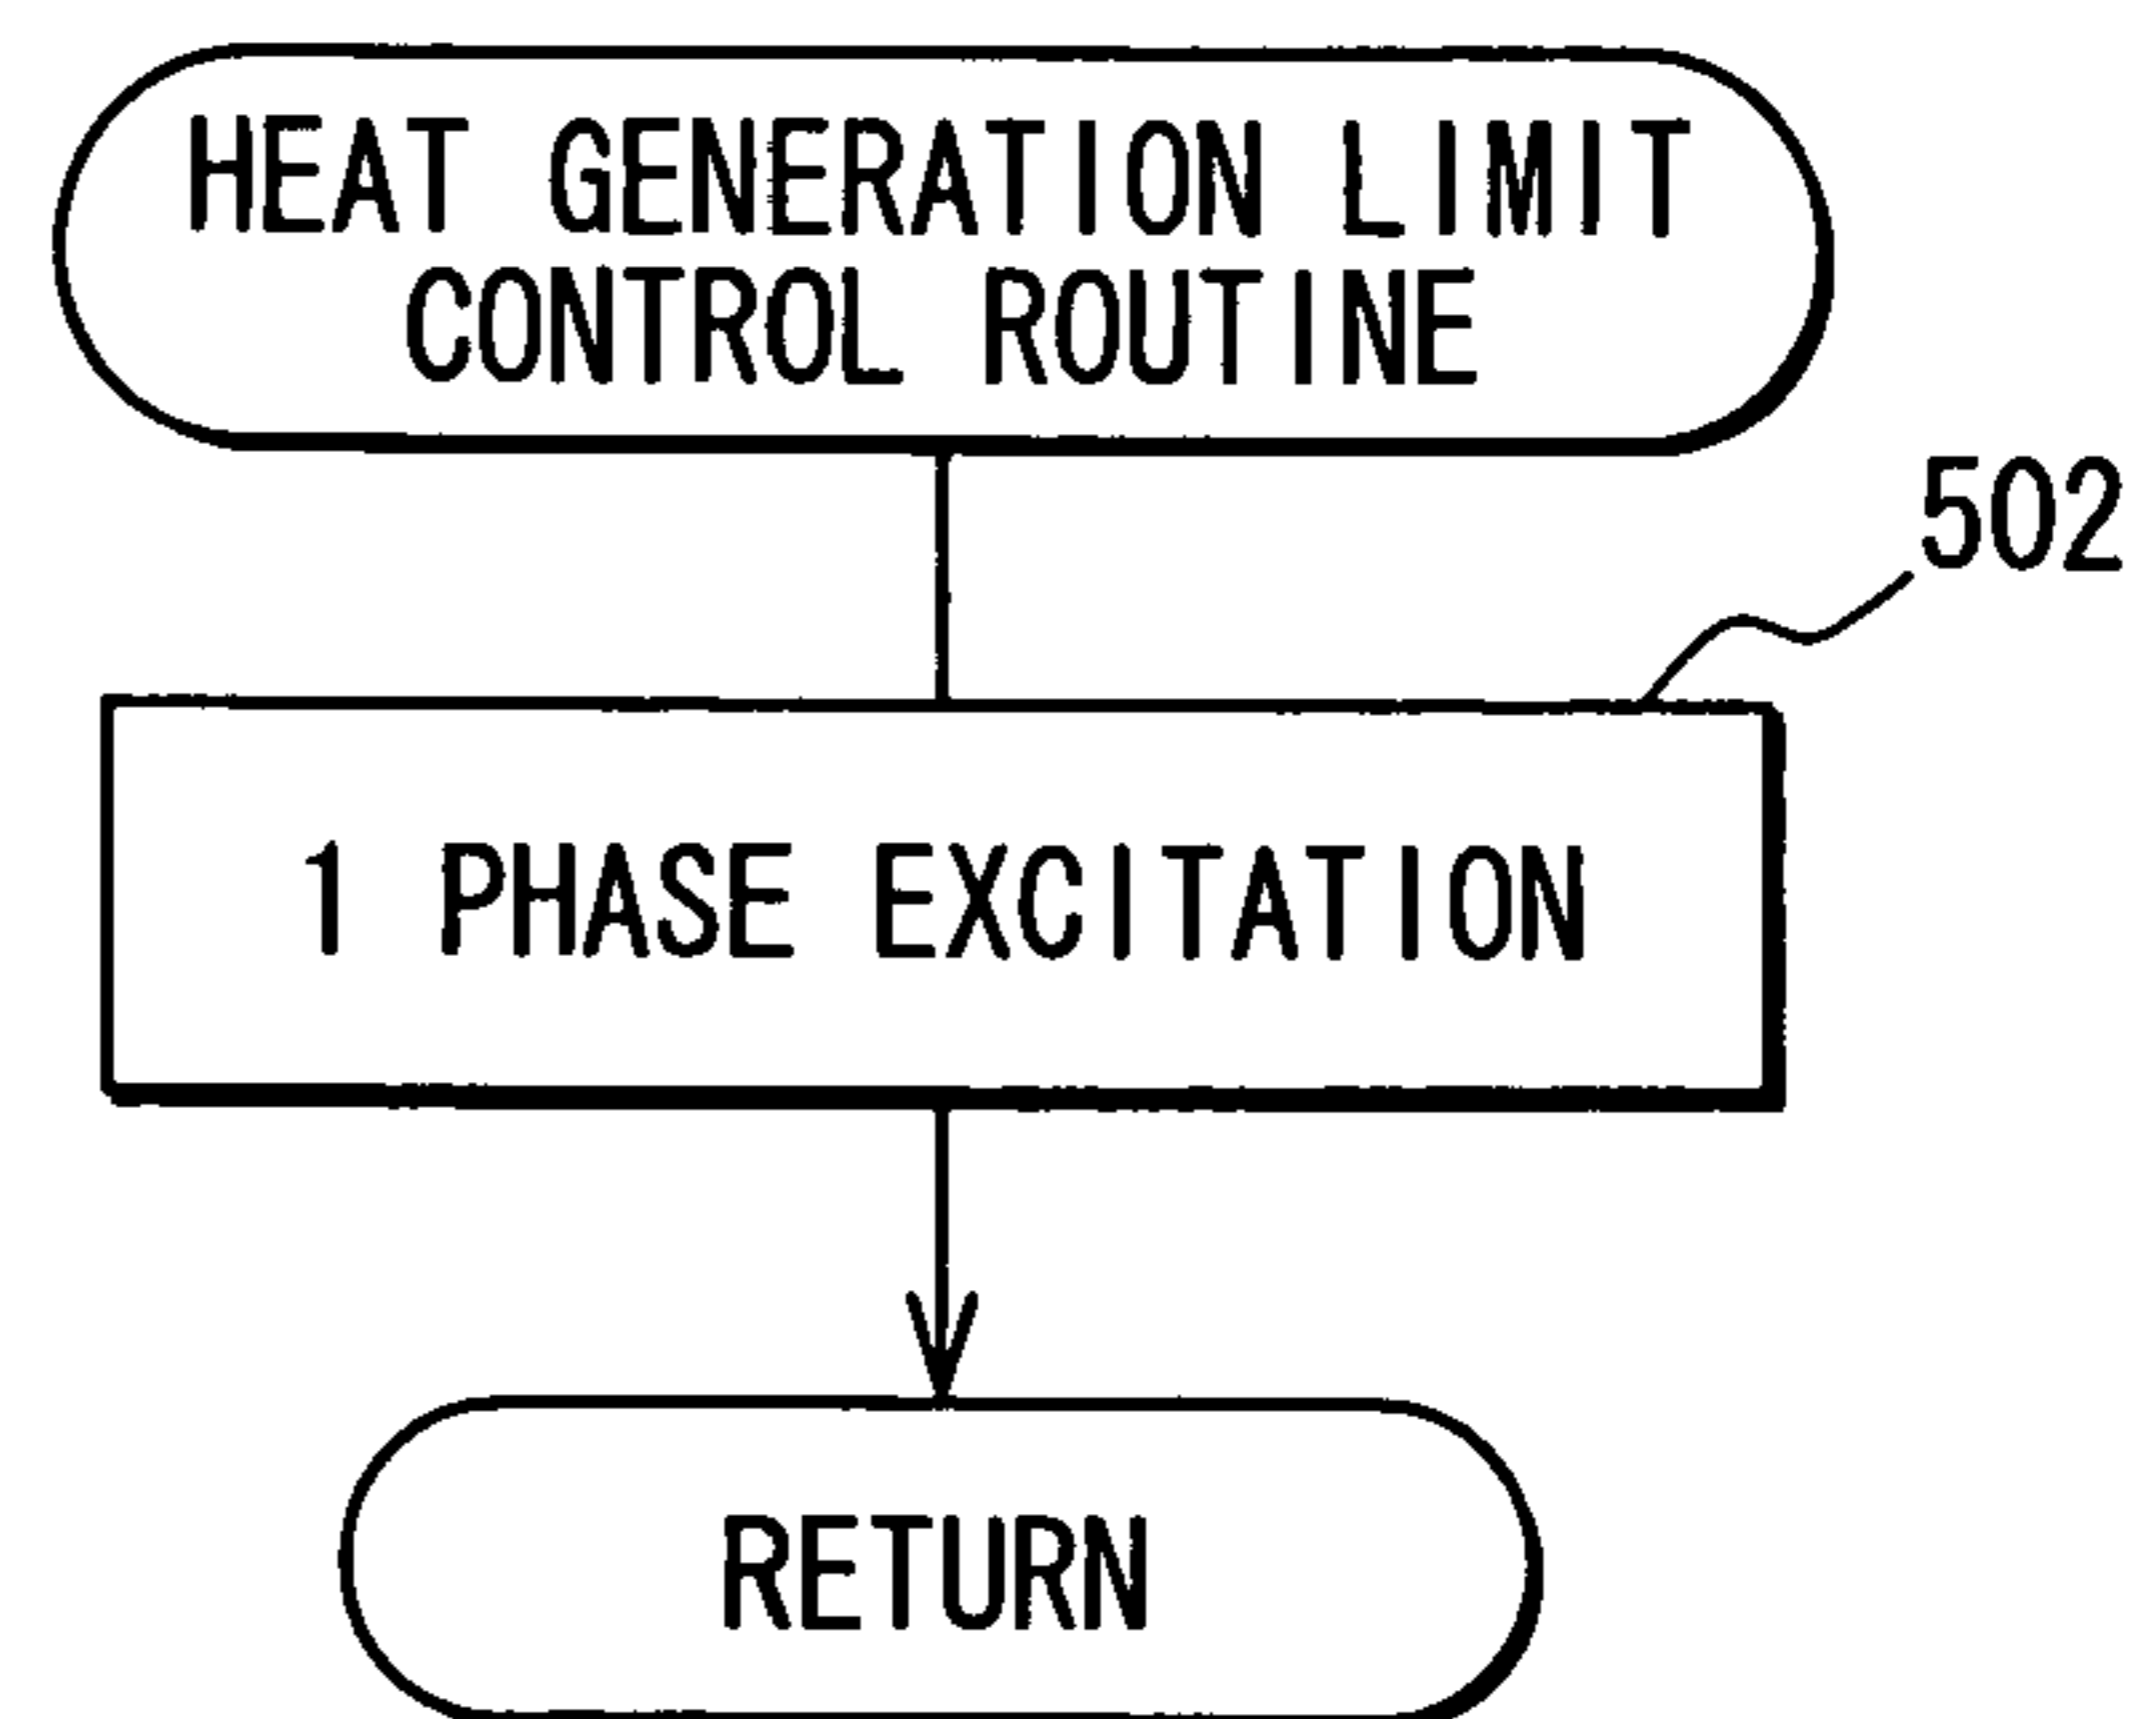 HEAT GENERATION LIMIT
CONTROL ROUTINE
502
1 PHASE EXCITATION
RETURN